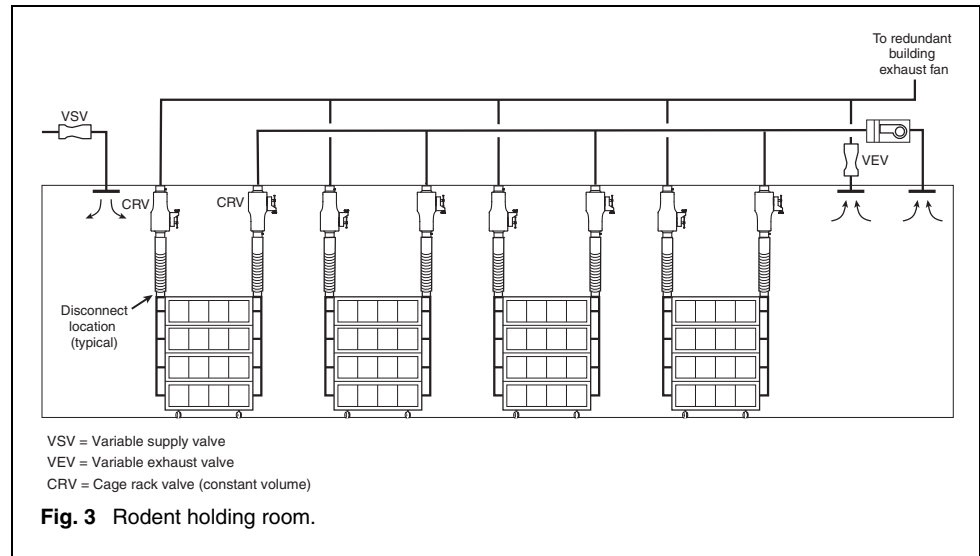 To redundant
building
exhaust fan
VSV
VEV
CRV
CRV
Disconnect
location
(typical)
VSV = Variable supply valve
VEV = Variable exhaust valve
CRV = Cage rack valve (constant volume)
Fig. 3 Rodent holding room.